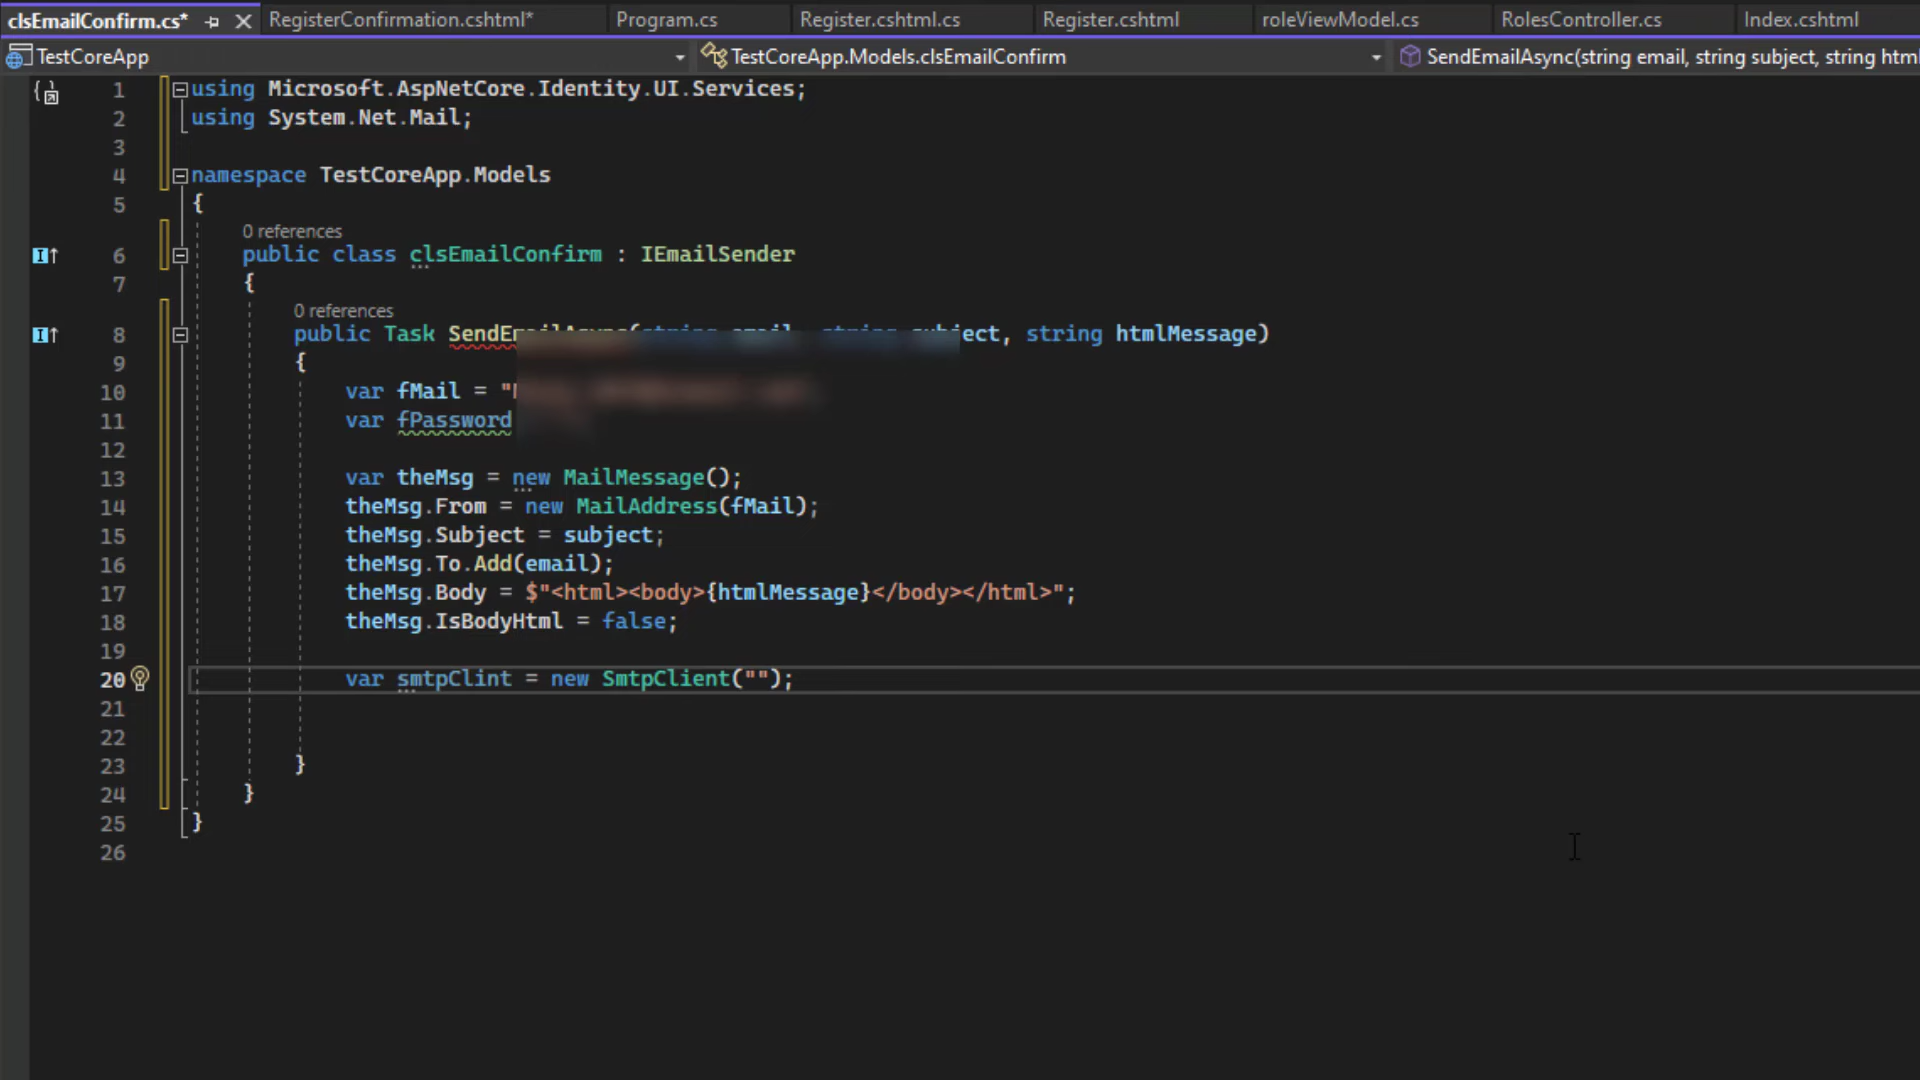 clsEmailConfirm.cs* RegisterConfirmation.cshtml* Program.cs Register.cshtml.cs Register.cshtml roleViewModel.cs RolesController.cs Index.cshtml
TestCoreApp TestCoreApp.Models.clsEmailConfirm SendEmailAsync(string email, string subject, string html
1 using Microsoft.AspNetCore.Identity.UI.Services;
2 using System.Net.Mail;
3
4 namespace TestCoreApp.Models
5 {
0 references
6 public class clsEmailConfirm : IEmailSender
7 {
0 references
8 public Task SendEmailAsync(string email, string subject, string htmlMessage)
9 {
10 var fMail = "
11 var fPassword
12
13 var theMsg = new MailMessage();
14 theMsg.From = new MailAddress(fMail);
15 theMsg.Subject = subject;
16 theMsg.To.Add(email);
17 theMsg.Body = $"<html><body>{htmlMessage}</body></html>";
18 theMsg.IsBodyHtml = false;
19
20 var smtpClint = new SmtpClient("");
21
22
23 }
24 }
25 }
26